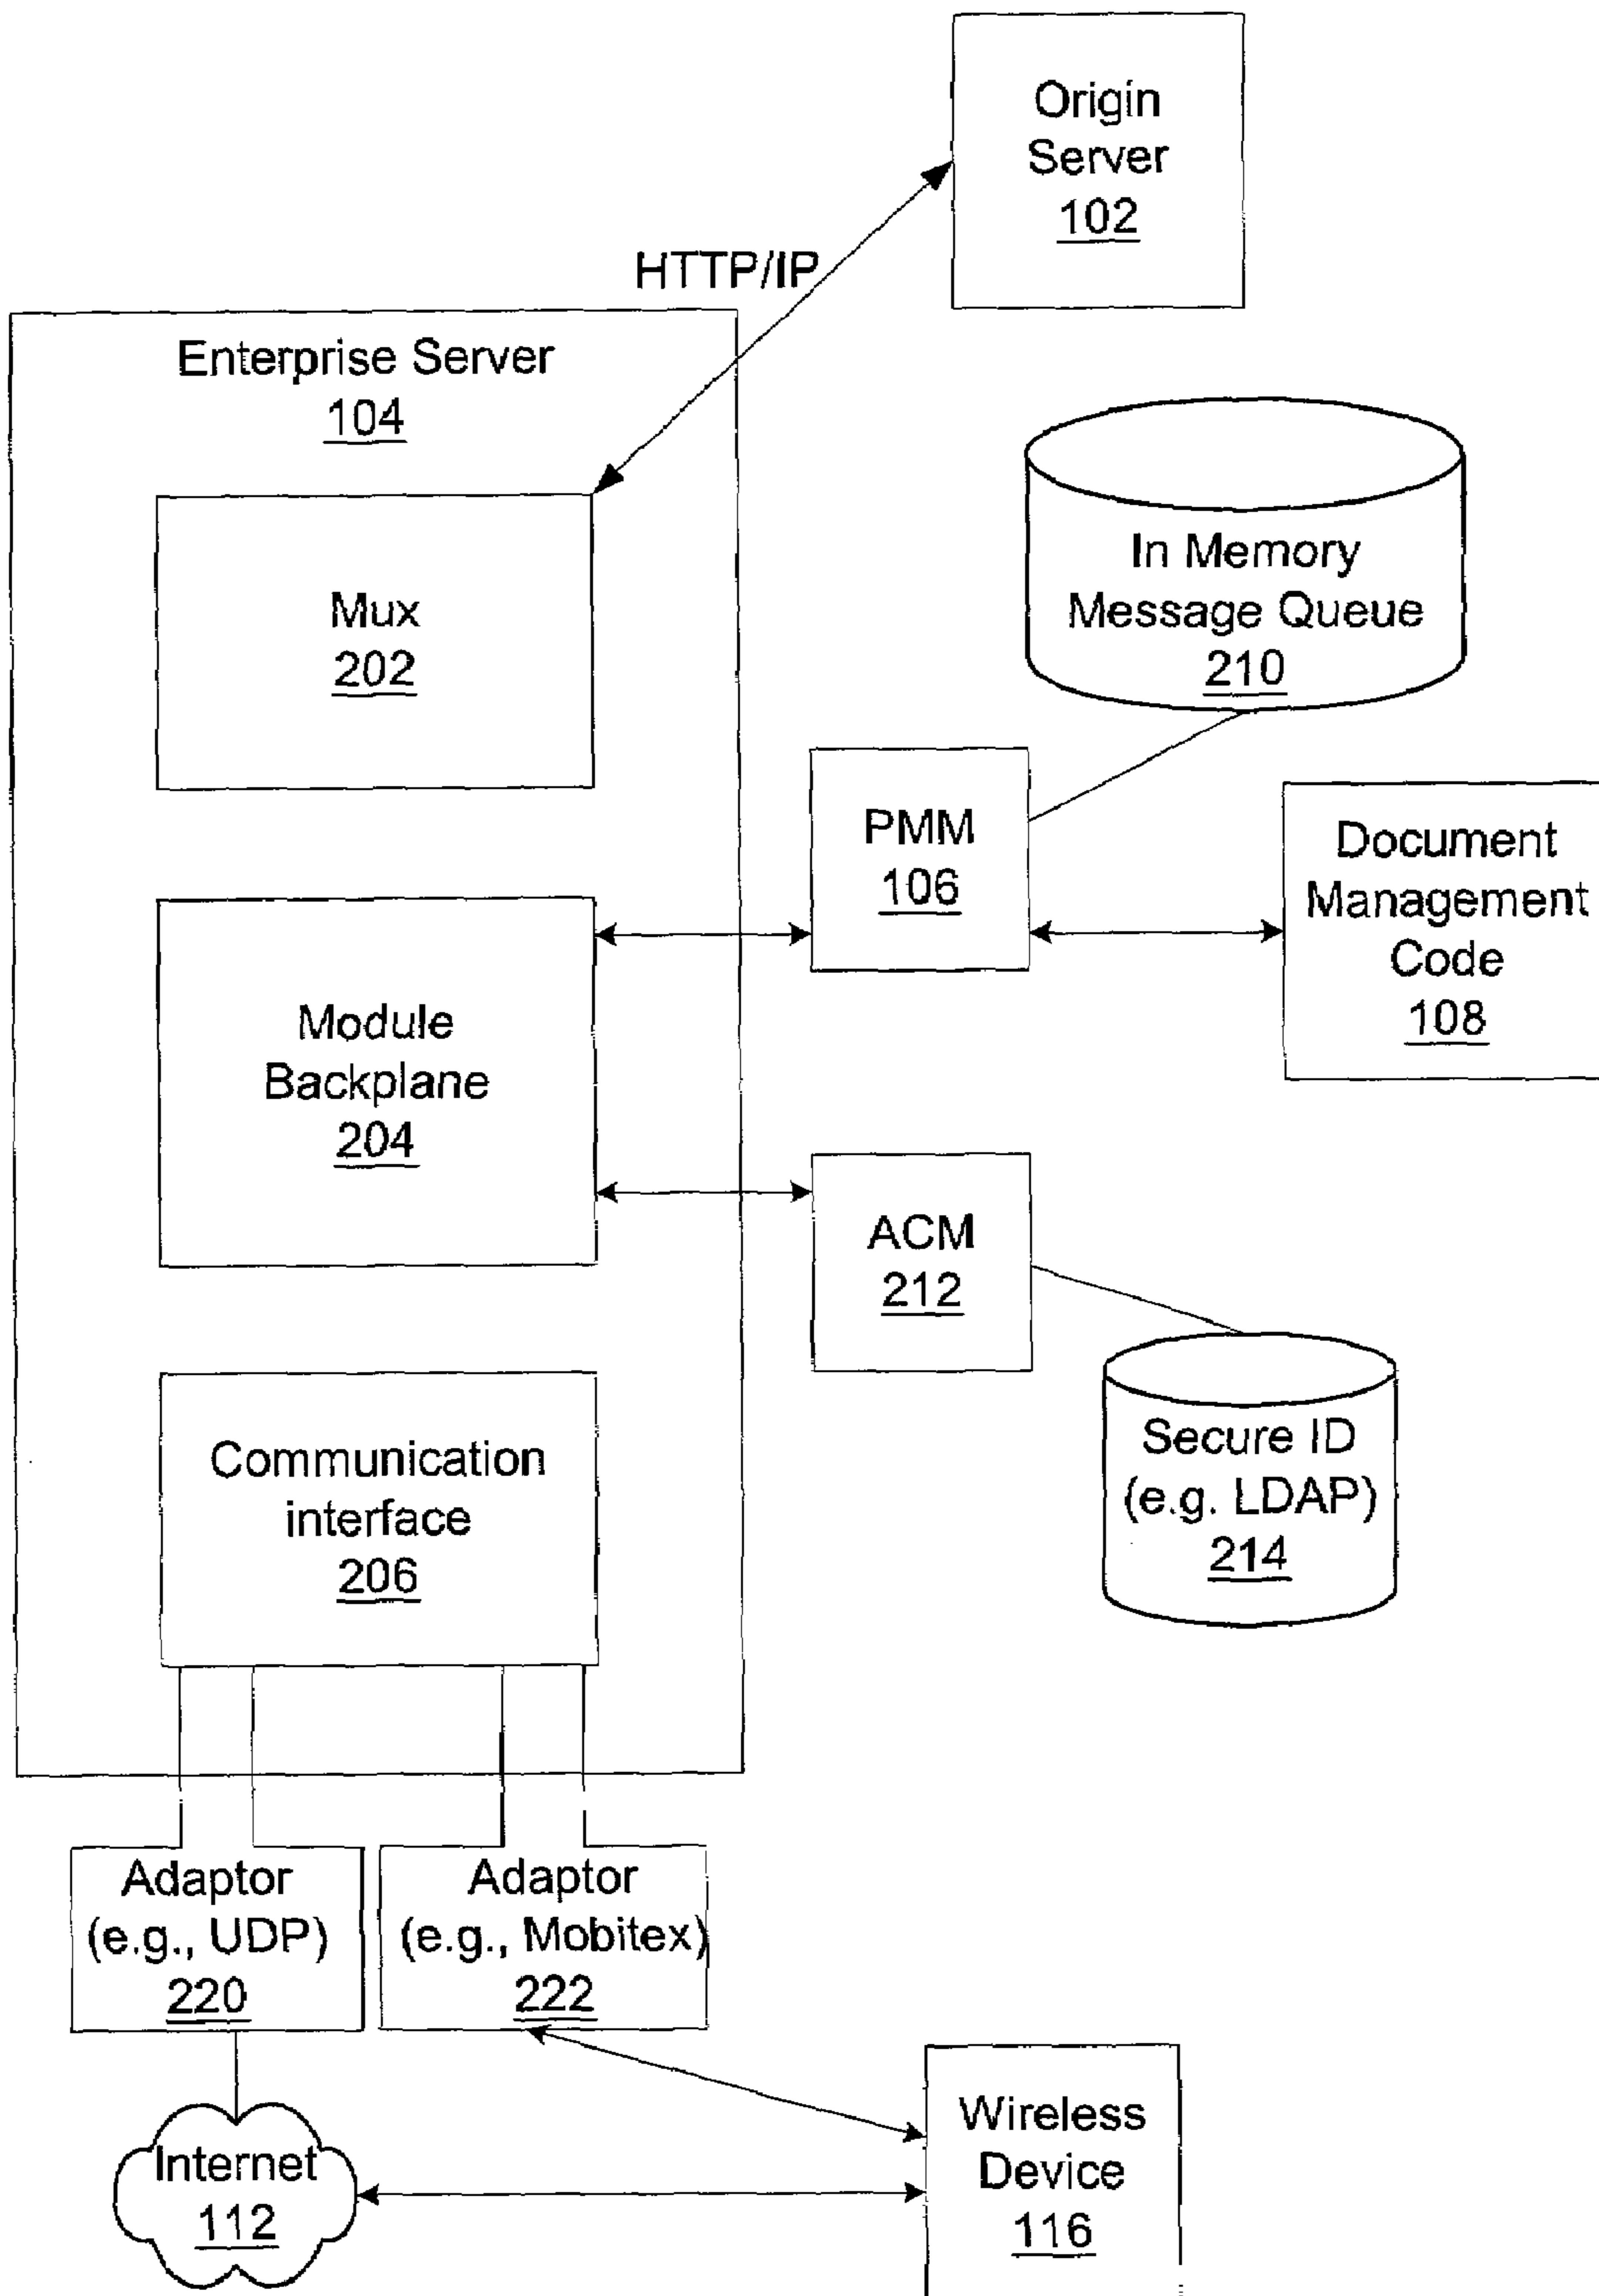 Origin
Server
102
HTTP/IP
Enterprise Server
104
In Memory
Message Queue
210
Mux
202
PMM
106
Document
Management
Code
108
Module
Backplane
204
ACM
212
Secure ID
(e.g. LDAP)
214
Communication
interface
206
Adaptor
(e.g., UDP)
220
Adaptor
(e.g., Mobitex)
222
Internet
112
Wireless
Device
116